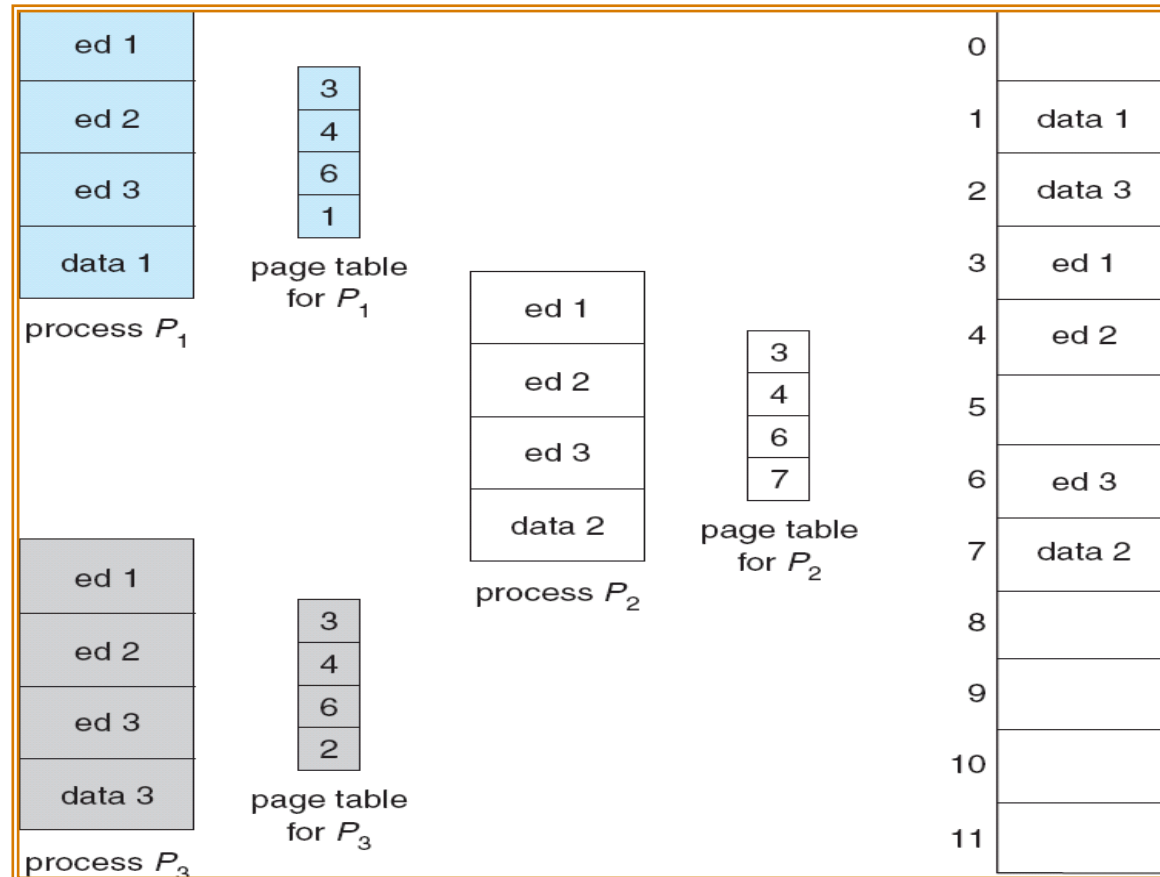 ed 1
ed 2
ed 3
data 1
process P1
3
4
6
1
page table
for P1
ed 1
ed 2
ed 3
data 2
process P2
3
4
6
7
page table
for P2
ed 1
ed 2
ed 3
data 3
process P3
3
4
6
2
page table
for P3
0
1 data 1
2 data 3
3 ed 1
4 ed 2
5
6 ed 3
7 data 2
8
9
10
11